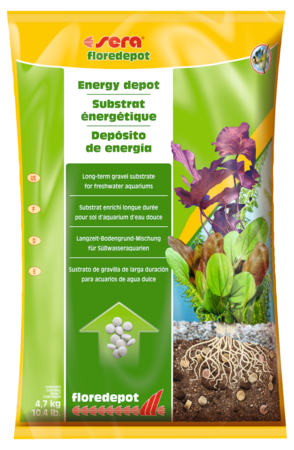 sera
floredepot
Energy depot
Substrat
énergétique
Depósito
de energía
Long-term gravel substrate
for freshwater aquariums
Substrat enrichi longue durée
pour sol d'aquarium d'eau douce
Langzeit-Bodengrund-Mischung
für Süßwasseraquarien
Sustrato de gravilla de larga duración
para acuarios de agua dulce
4.7 kg
10.4 lb.
floredepot